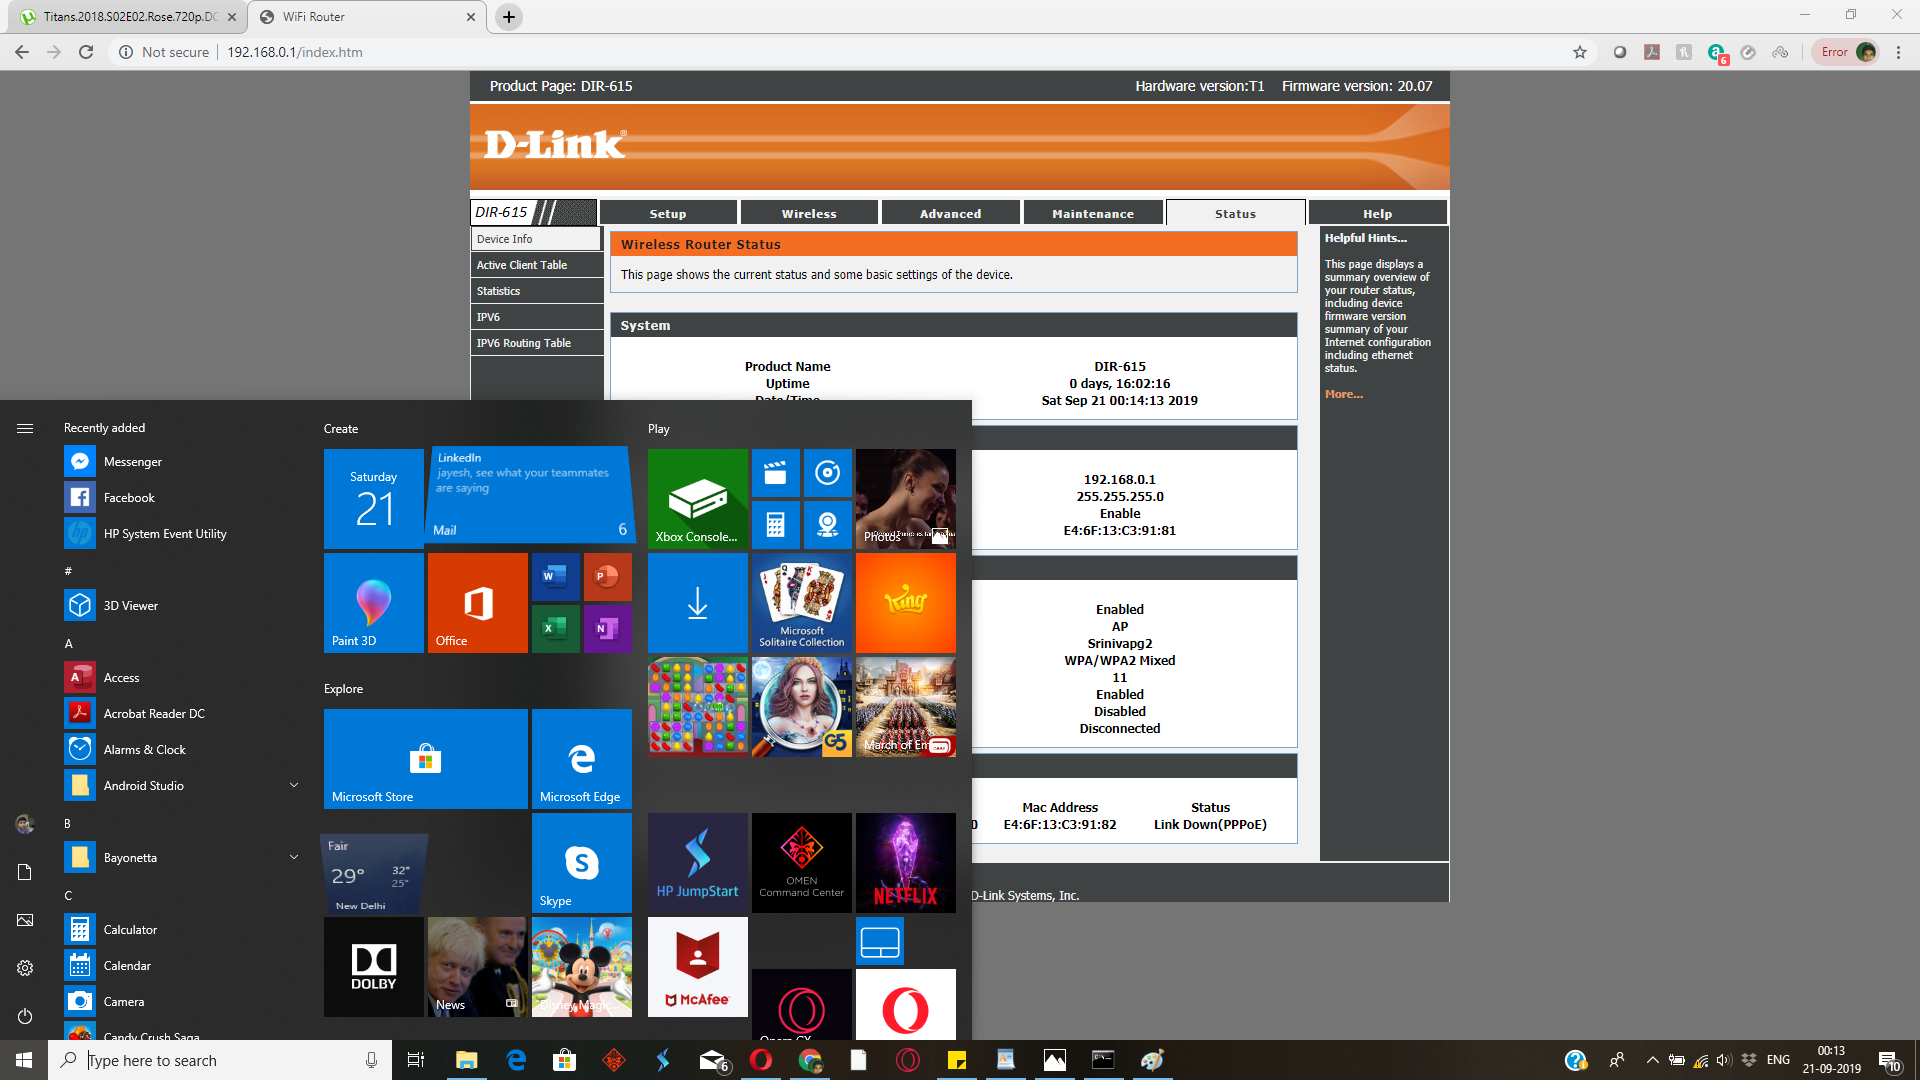 Titans.2018.S02E02.Rose.720p.DC
WiFi Router
Not secure
192.168.0.1/index.htm
6
Error
Product Page: DIR-615
Hardware version:T1
Firmware version: 20.07
D-Link®
DIR-615
Setup
Wireless
Advanced
Maintenance
Status
Help
Device Info
Active Client Table
Statistics
IPV6
IPV6 Routing Table
Wireless Router Status
This page shows the current status and some basic settings of the device.
System
Product Name
DIR-615
Uptime
0 days, 16:02:16
Date/Time
Sat Sep 21 00:14:13 2019
192.168.0.1
255.255.255.0
Enable
E4:6F:13:C3:91:81
Enabled
AP
Srinivapg2
WPA/WPA2 Mixed
11
Enabled
Disabled
Disconnected
Mac Address
Status
0
E4:6F:13:C3:91:82
Link Down(PPPoE)
D-Link Systems, Inc.
Helpful Hints...
This page displays a
summary overview of
your router status,
including device
firmware version
summary of your
Internet configuration
including ethernet
status.
More...
Recently added
Messenger
Facebook
HP System Event Utility
#
3D Viewer
A
Access
Acrobat Reader DC
Alarms & Clock
Android Studio
B
Bayonetta
C
Calculator
Calendar
Camera
Candy Crush Saga
Create
Saturday
21
LinkedIn
jayesh, see what your teammates
are saying
Mail
6
Paint 3D
Office
Explore
Microsoft Store
Microsoft Edge
Fair
29°
32°
25°
New Delhi
Skype
DOLBY
News
Disney Magic...
Play
Xbox Console...
Photos
Microsoft
Solitaire Collection
King
G5
March of Em
HP JumpStart
OMEN
Command Center
NETFLIX
McAfee
Opera GX
Type here to search
6
ENG
00:13
21-09-2019
10